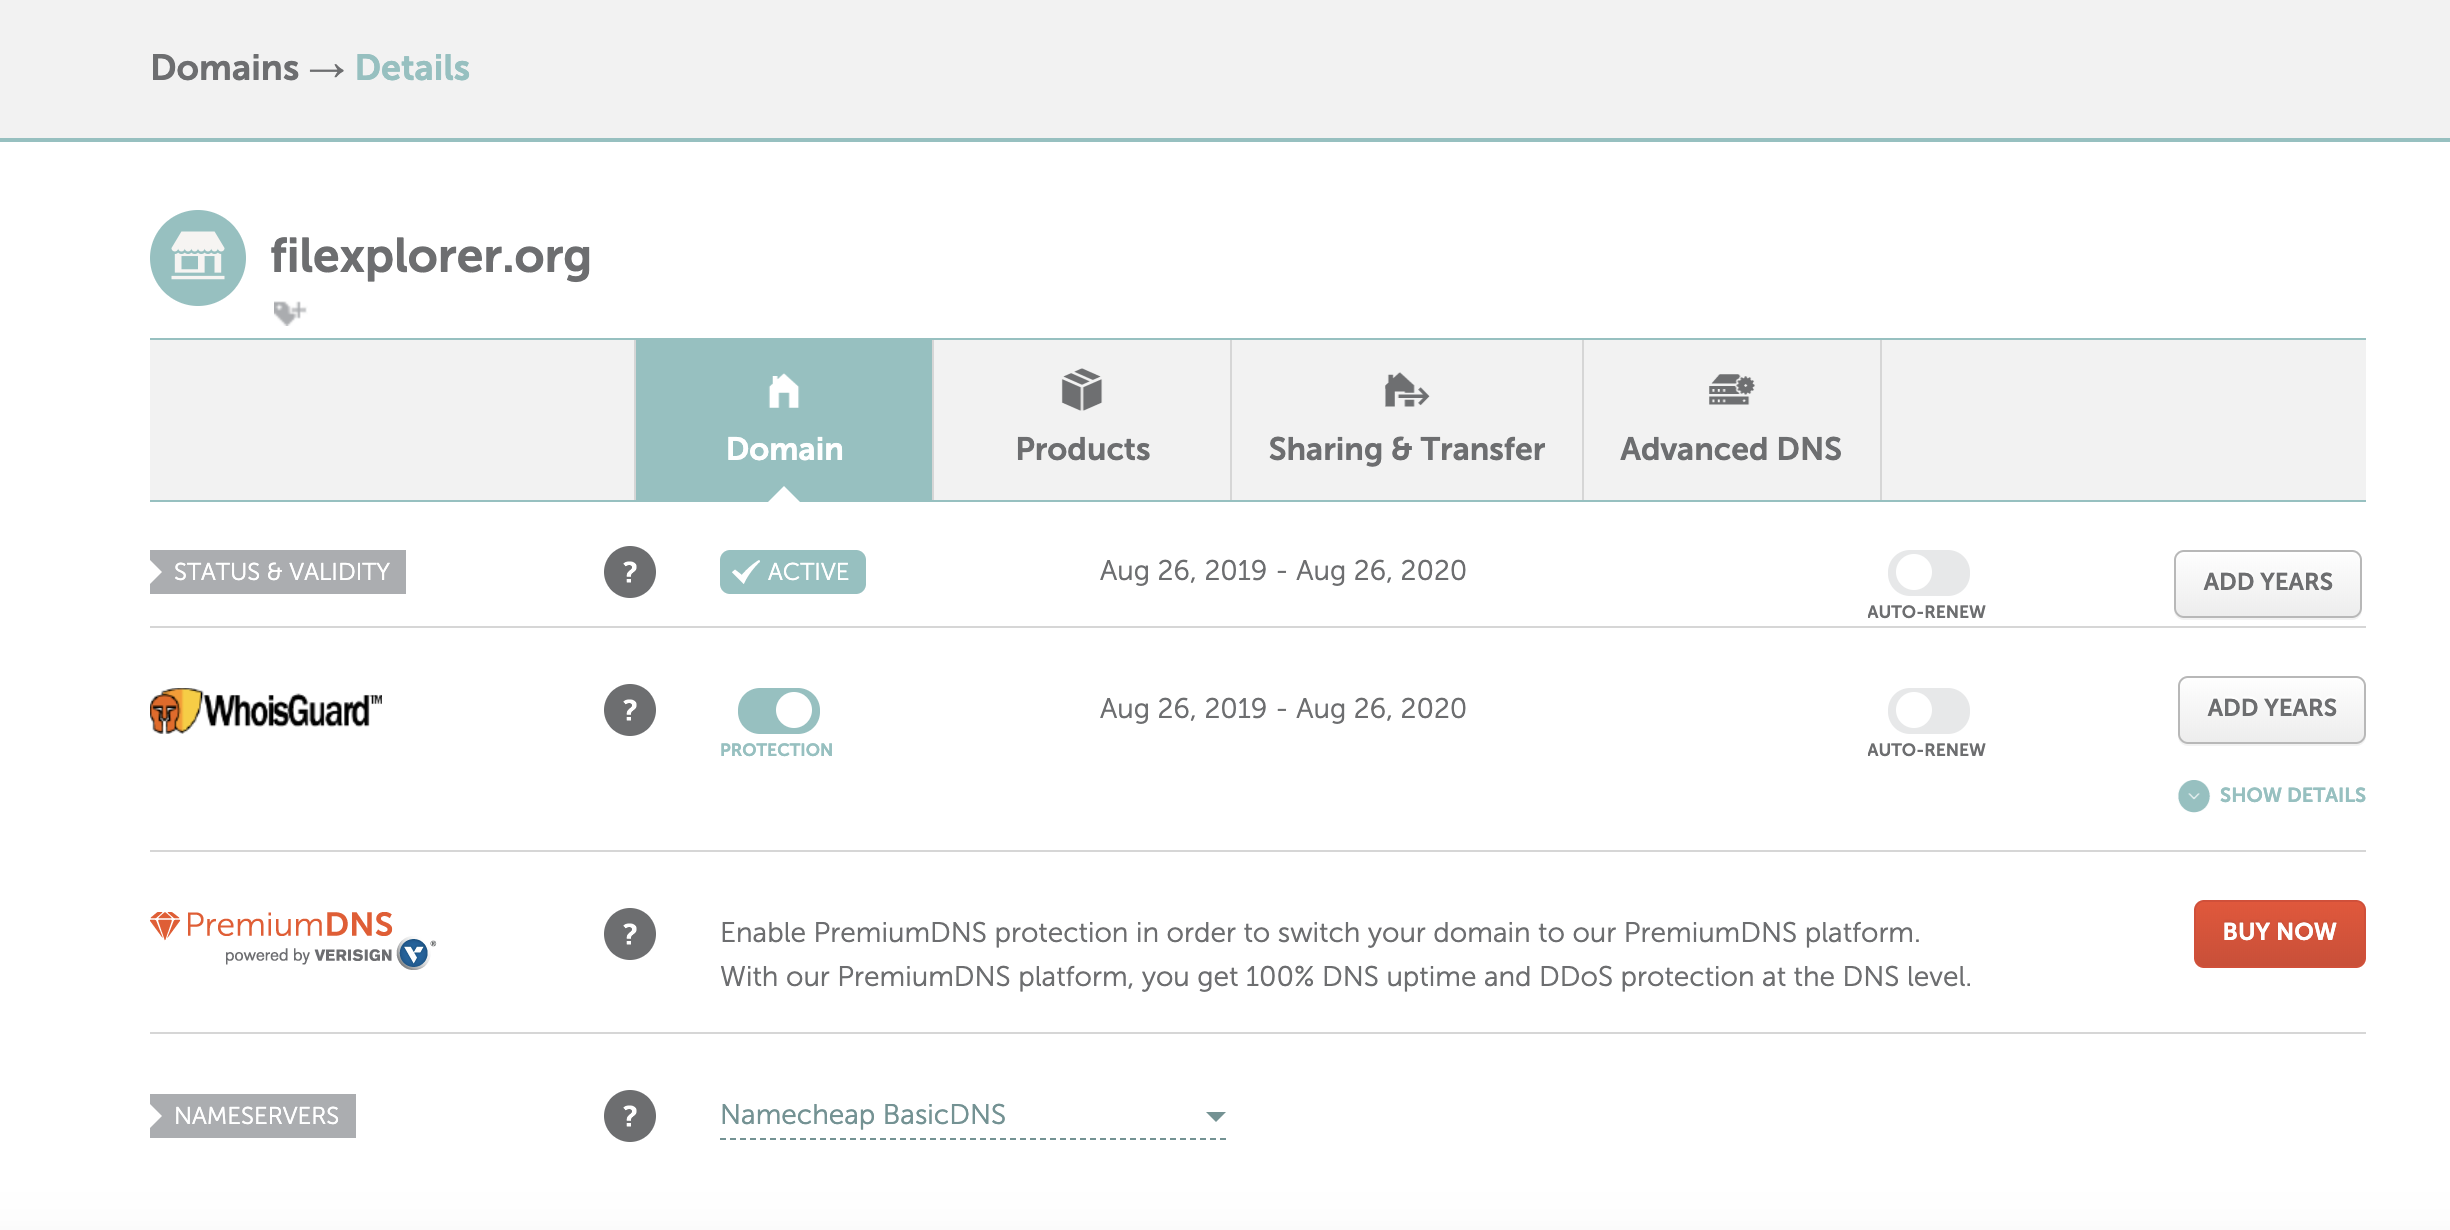 Domains → Details
filexplorer.org
Domain
Products
Sharing & Transfer
Advanced DNS
STATUS & VALIDITY
?
ACTIVE
Aug 26, 2019 - Aug 26, 2020
AUTO-RENEW
ADD YEARS
WhoisGuard™
?
PROTECTION
Aug 26, 2019 - Aug 26, 2020
AUTO-RENEW
ADD YEARS
SHOW DETAILS
PremiumDNS
powered by VERISIGN
®
?
Enable PremiumDNS protection in order to switch your domain to our PremiumDNS platform.
With our PremiumDNS platform, you get 100% DNS uptime and DDoS protection at the DNS level.
BUY NOW
NAMESERVERS
?
Namecheap BasicDNS